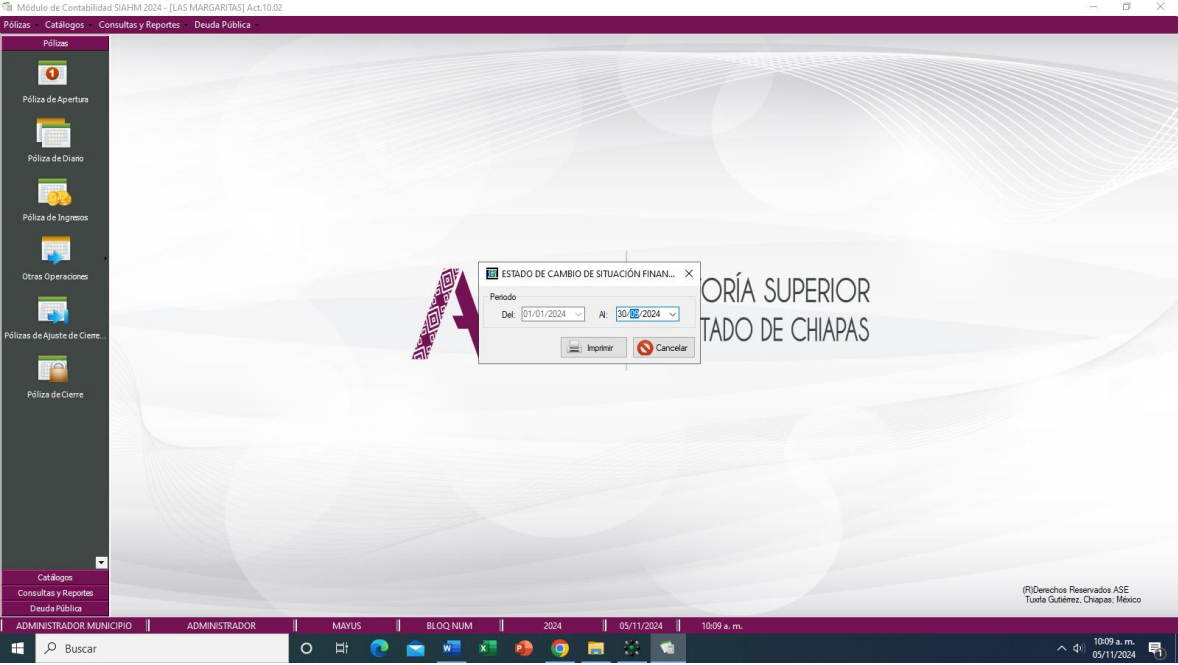 Módulo de Contabilidad SIAHM 2024 - [LAS MARGARITAS] Act.10.02
Pólizas Catálogos Consultas y Reportes Deuda Pública
Pólizas
1
Póliza de Apertura
Póliza de Diario
Póliza de Ingresos
Otras Operaciones
Pólizas de Ajuste de Cierre...
Póliza de Cierre
ESTADO DE CAMBIO DE SITUACIÓN FINAN...
Periodo
Del: 01/01/2024 Al: 30/09/2024
Imprimir Cancelar
ORÍA SUPERIOR
TADO DE CHIAPAS
Catálogos
Consultas y Reportes
Deuda Pública
(R)Derechos Reservados ASE
Tuxtla Gutiérrez, Chiapas; México
ADMINISTRADOR MUNICIPIO ADMINISTRADOR MAYUS BLOQ NUM 2024 05/11/2024 10:09 a. m.
Buscar
10:09 a. m.
05/11/2024